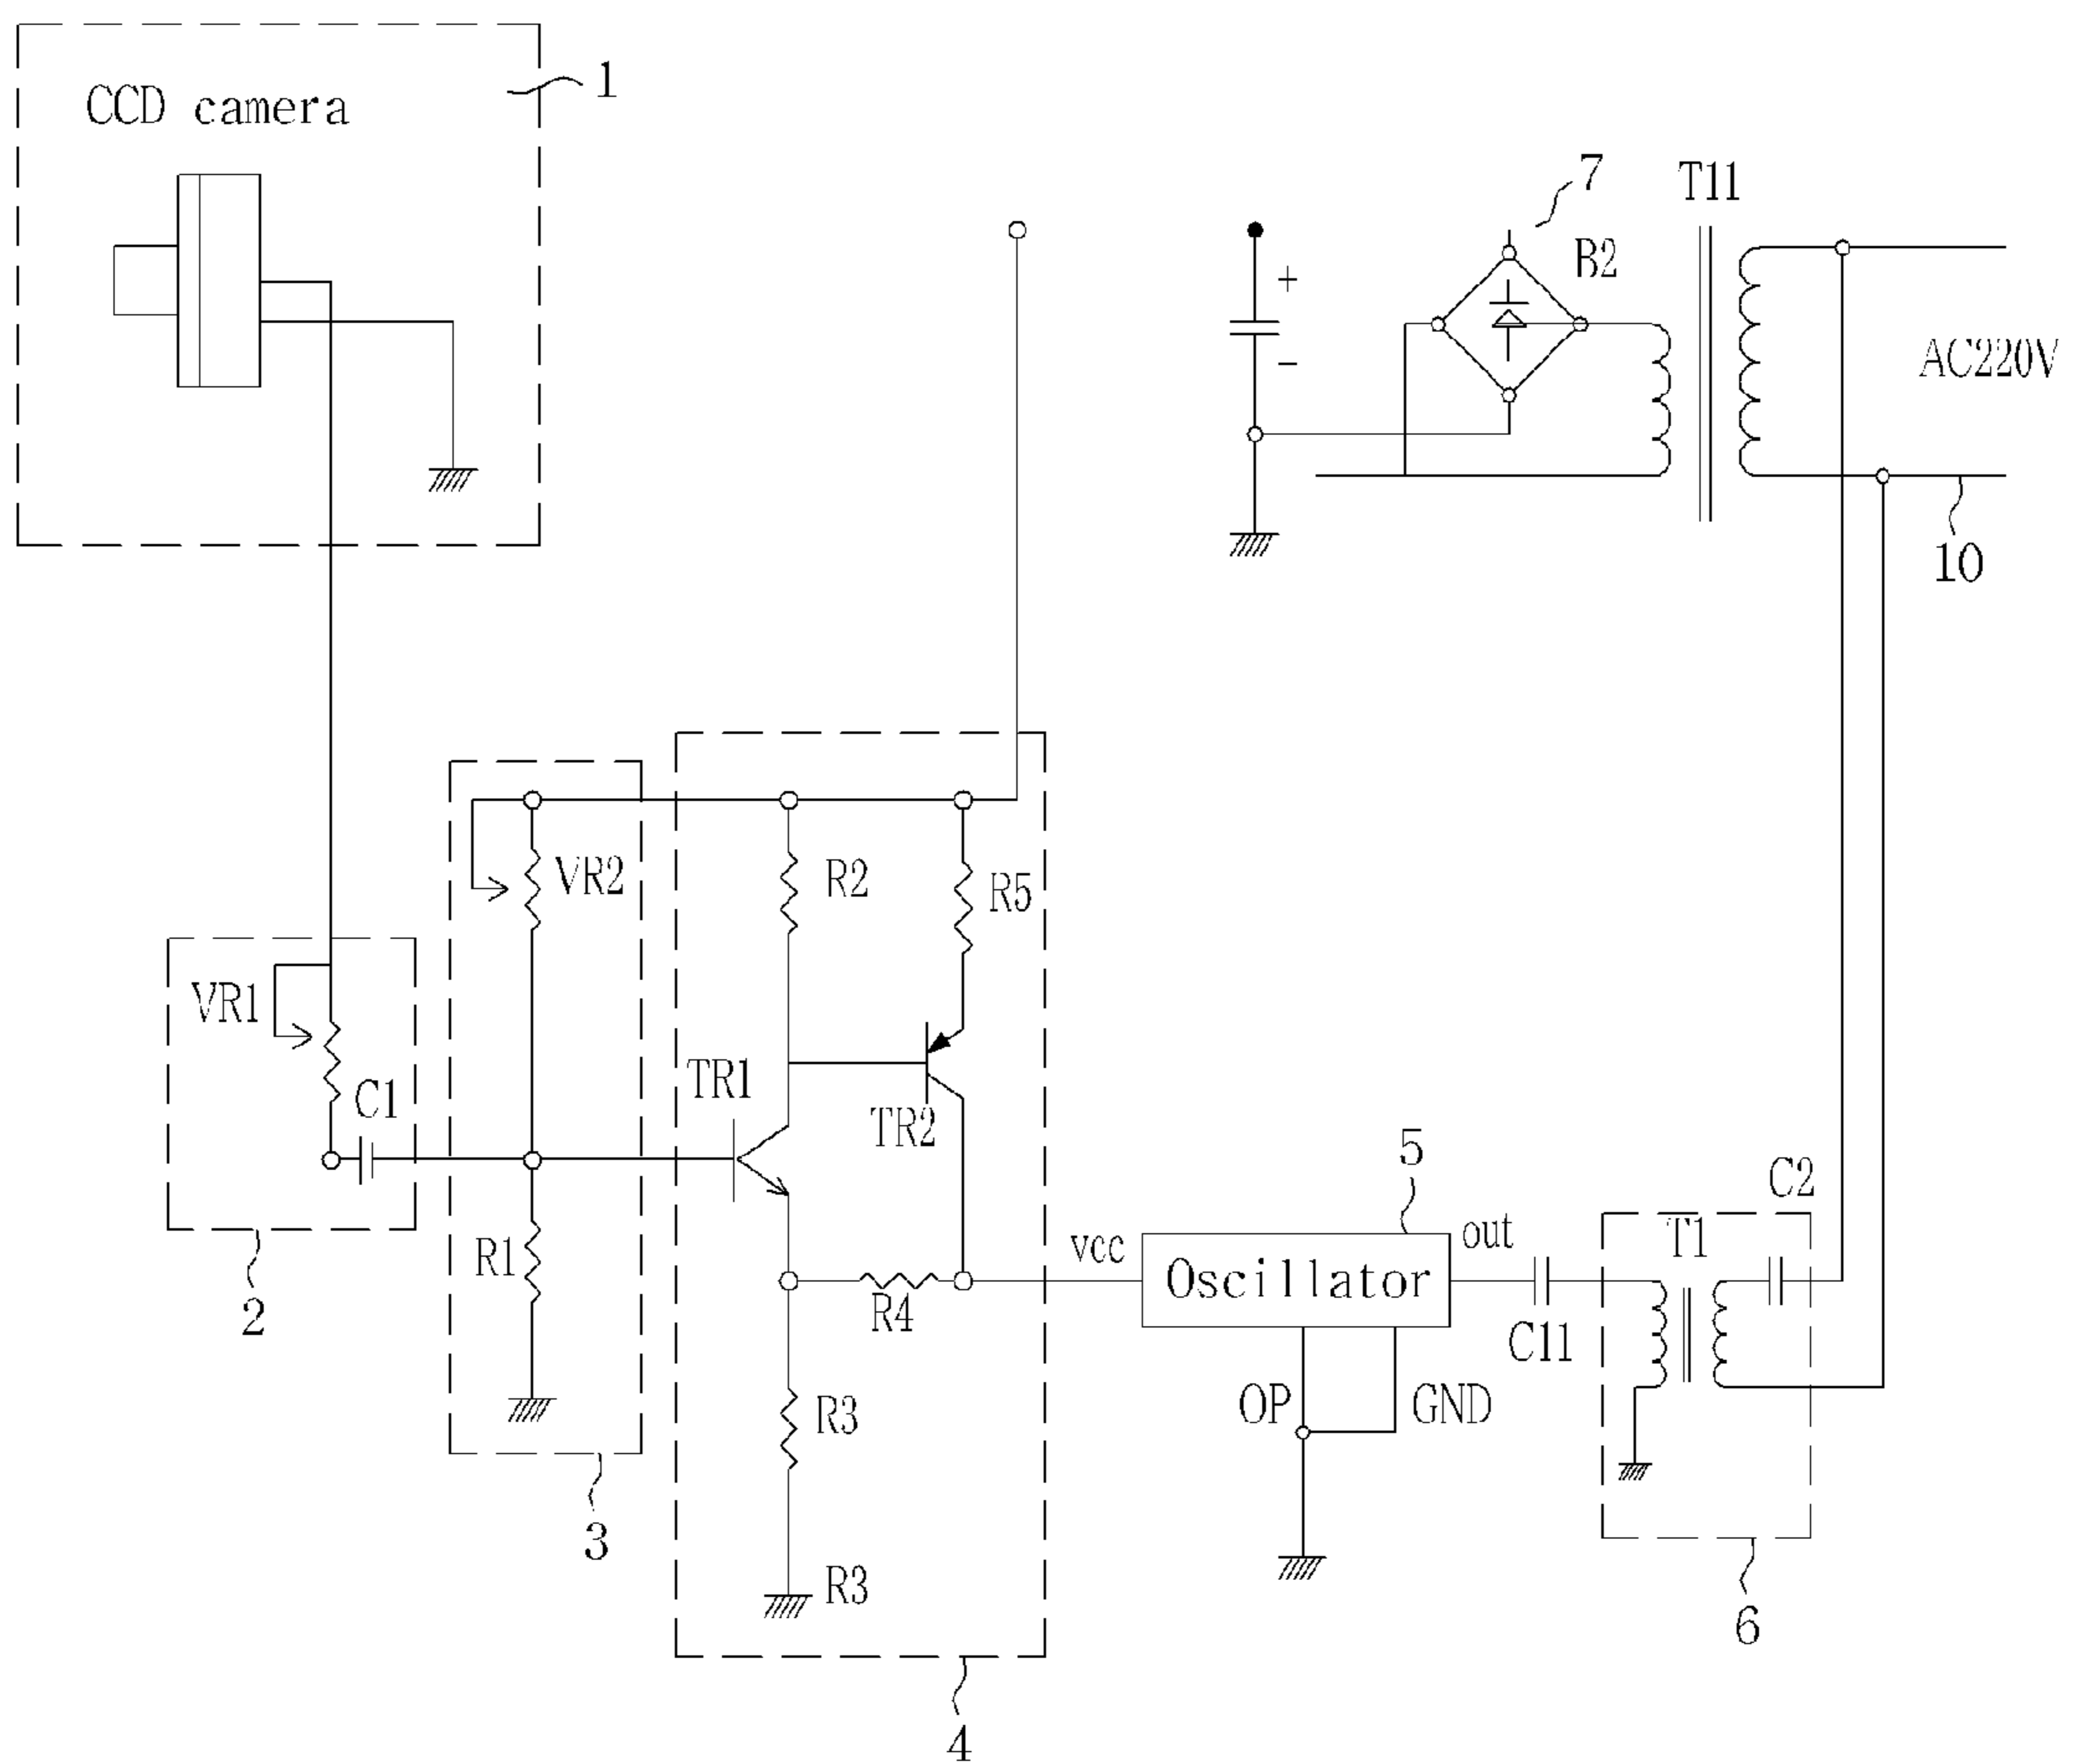 1
CCD camera
7
T11
B2
+
-
AC220V
10
VR2
R2
R5
VR1
C1
TR1
TR2
5
C2
vcc
out
T1
R1
Oscillator
2
R4
C11
OP
GND
R3
3
R3
6
4